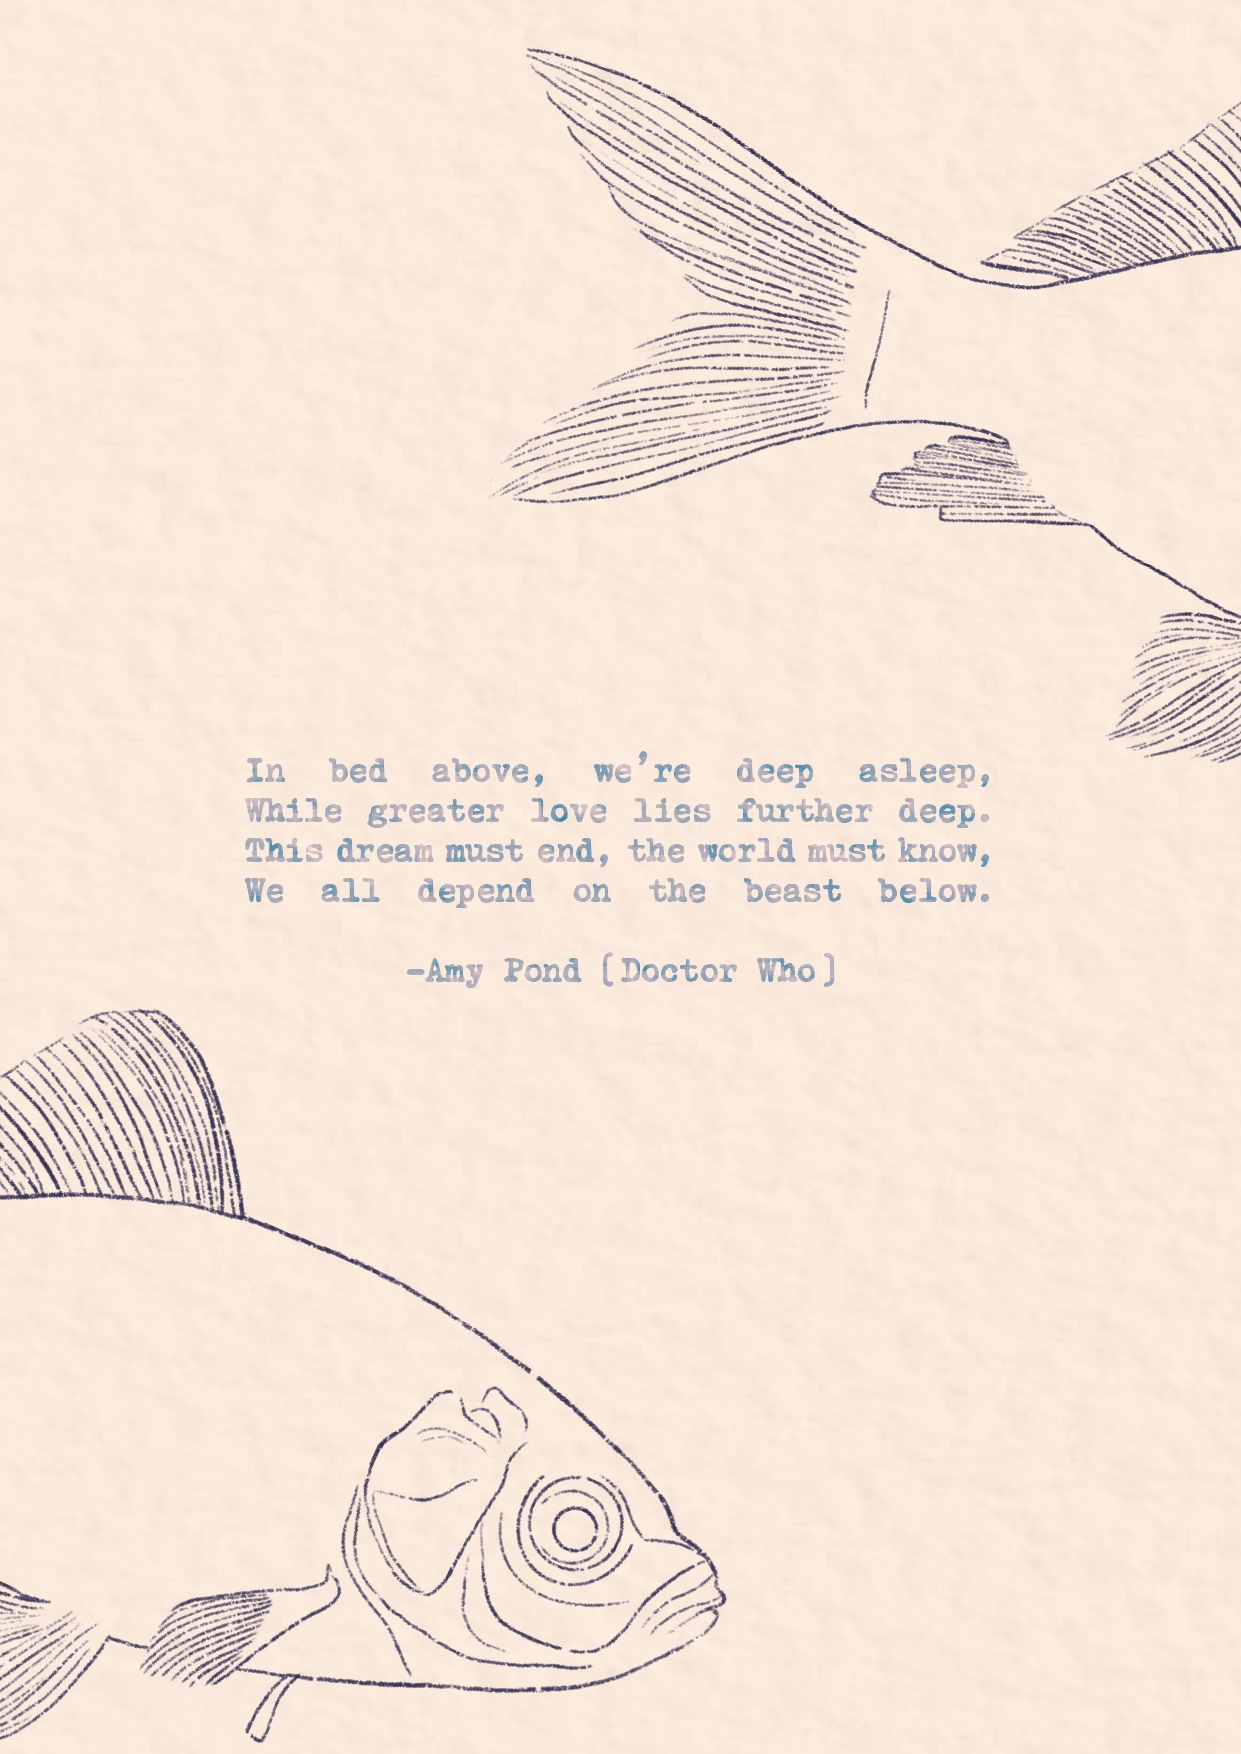 In bed above, we're deep asleep,
While greater love lies further deep.
This dream must end, the world must know,
We all depend on the beast below.
-Amy Pond (Doctor Who)